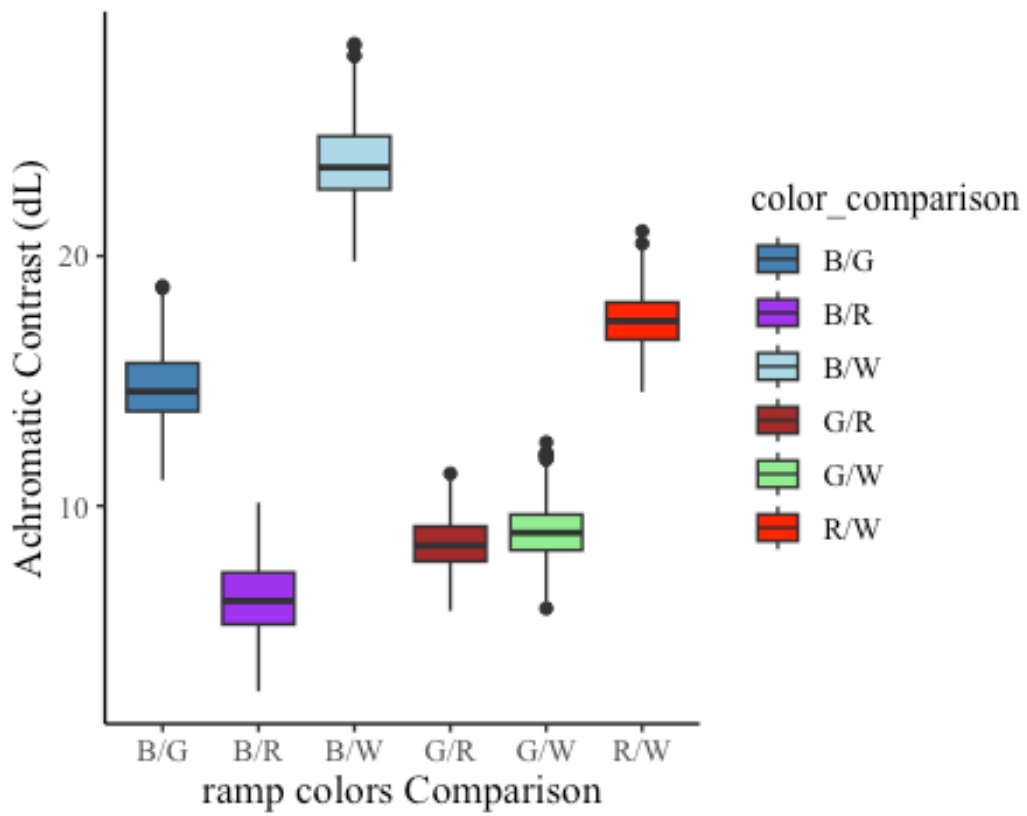 Achromatic Contrast (dL)
20
10
B/G B/R B/W G/R G/W R/W
ramp colors Comparison
color_comparison
B/G
B/R
B/W
G/R
G/W
R/W